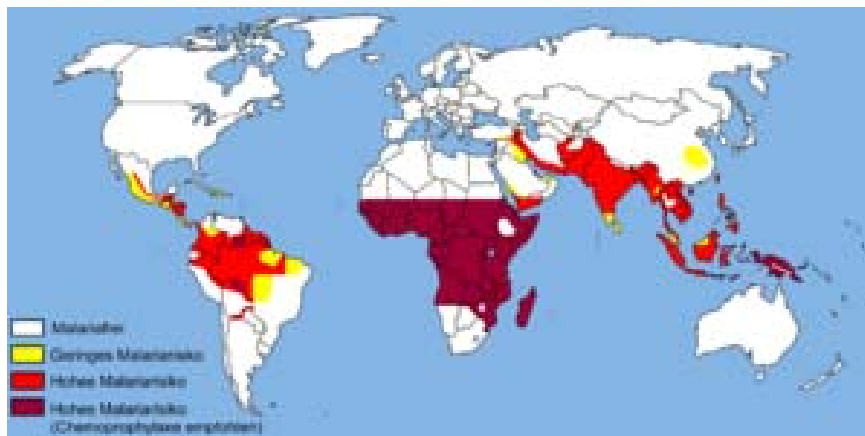 Malariafrei
Geringes Malariarisiko
Hohes Malariarisiko
Hohes Malariarisiko
(Chemoprophylaxe empfohlen)